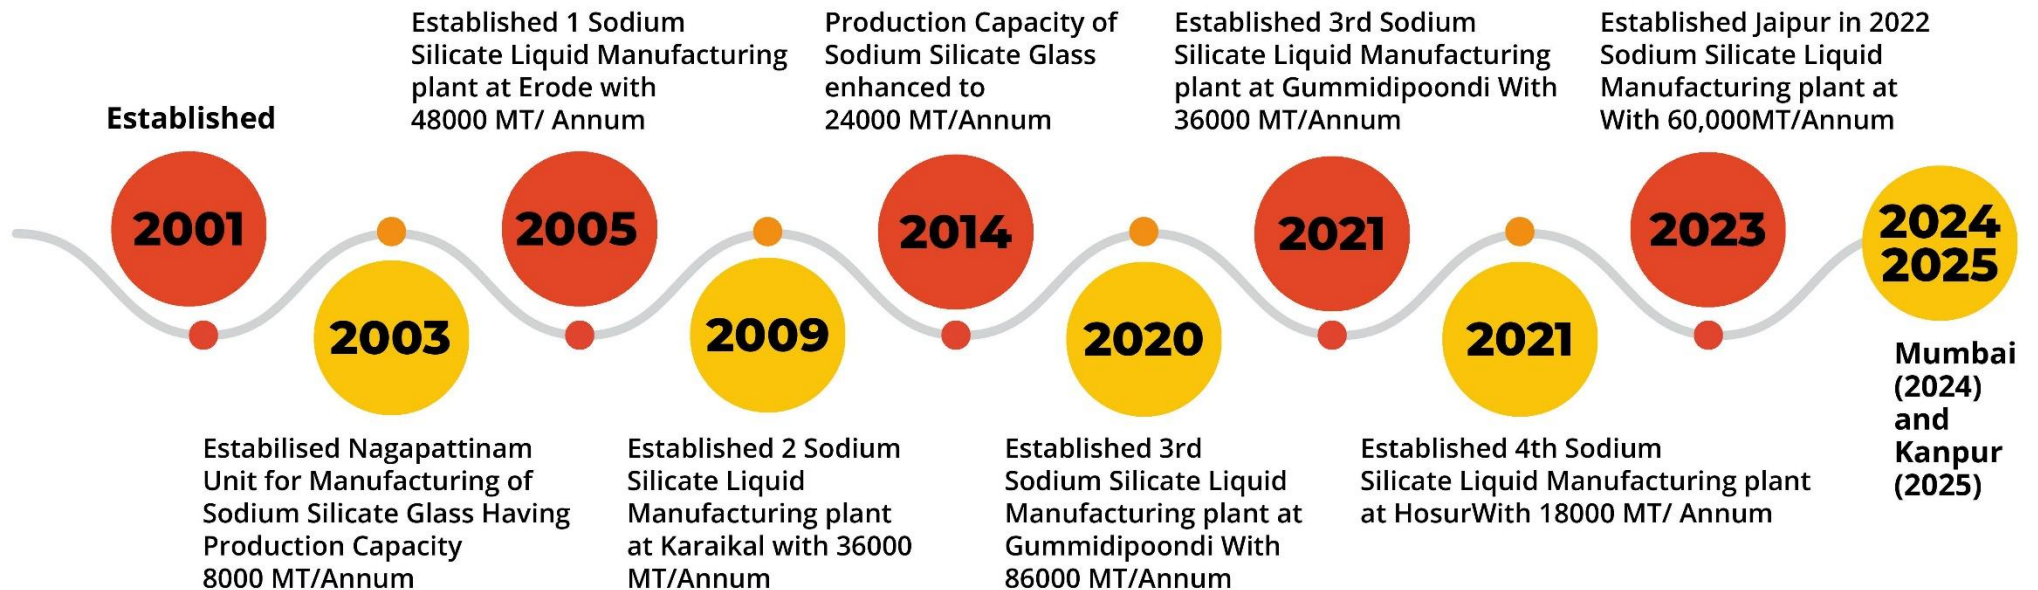 Established
2001
2003
Estabilised Nagapattinam
Unit for Manufacturing of
Sodium Silicate Glass Having
Production Capacity
8000 MT/Annum
Established 1 Sodium
Silicate Liquid Manufacturing
plant at Erode with
48000 MT/ Annum
2005
2009
Established 2 Sodium
Silicate Liquid
Manufacturing plant
at Karaikal with 36000
MT/Annum
Production Capacity of
Sodium Silicate Glass
enhanced to
24000 MT/Annum
2014
2020
Established 3rd
Sodium Silicate Liquid
Manufacturing plant at
Gummidipoondi With
86000 MT/Annum
Established 3rd Sodium
Silicate Liquid Manufacturing
plant at Gummidipoondi With
36000 MT/Annum
2021
2021
Established 4th Sodium
Silicate Liquid Manufacturing plant
at HosurWith 18000 MT/ Annum
Established Jaipur in 2022
Sodium Silicate Liquid
Manufacturing plant at
With 60,000MT/Annum
2023
2024
2025
Mumbai
(2024)
and
Kanpur
(2025)